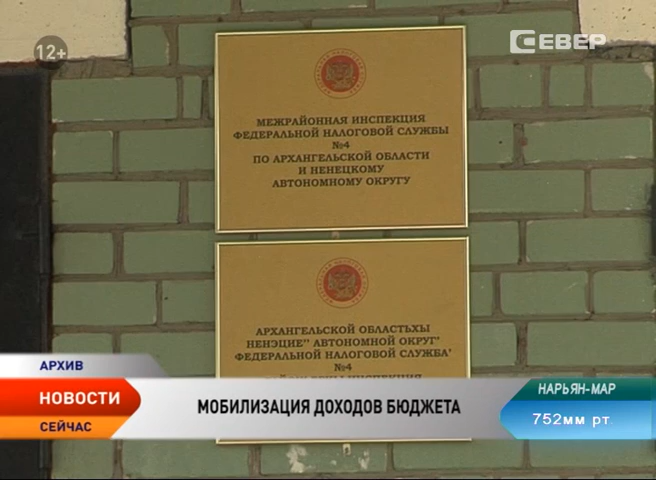 12+
СЕВЕР
МЕЖРАЙОННАЯ ИНСПЕКЦИЯ
ФЕДЕРАЛЬНОЙ НАЛОГОВОЙ СЛУЖБЫ
№4
ПО АРХАНГЕЛЬСКОЙ ОБЛАСТИ
И НЕНЕЦКОМУ
АВТОНОМНОМУ ОКРУГУ
АРХАНГЕЛЬСКОЙ ОБЛАСТЬХЫ
НЕНЭЦИЕ" АВТОНОМНОЙ ОКРУГ'
ФЕДЕРАЛЬНОЙ НАЛОГОВОЙ СЛУЖБА'
№4
ИНСПЕКЦИЯ
АРХИВ
НОВОСТИ
СЕЙЧАС
МОБИЛИЗАЦИЯ ДОХОДОВ БЮДЖЕТА
НАРЬЯН-МАР
752мм рт.